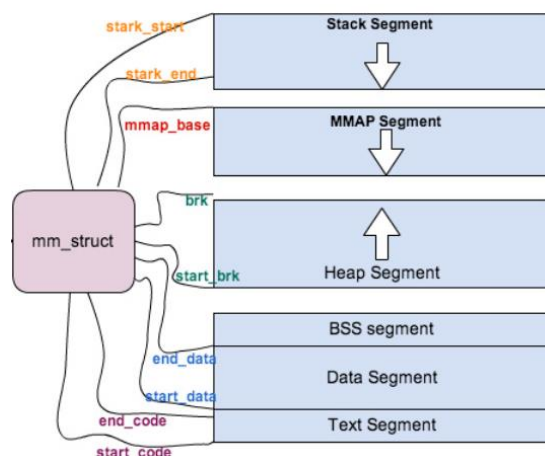 stark_start
Stack Segment
stark_end
mmap_base
MMAP Segment
brk
mm_struct
start_brk
Heap Segment
BSS segment
end_data
Data Segment
start_data
end_code
Text Segment
start_code